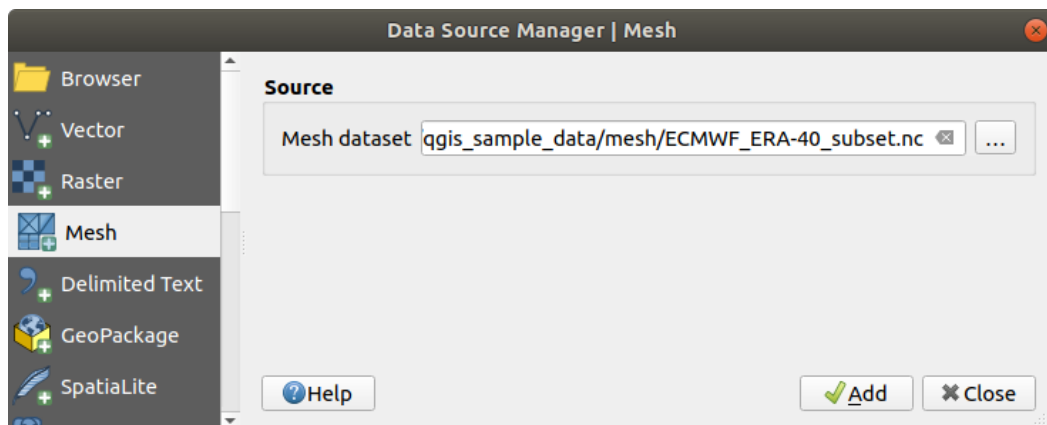 Data Source Manager | Mesh
Browser
Vector
Raster
Mesh
Delimited Text
GeoPackage
SpatiaLite
Source
Mesh dataset qgis_sample_data/mesh/ECMWF_ERA-40_subset.nc ...
Help
Add
Close